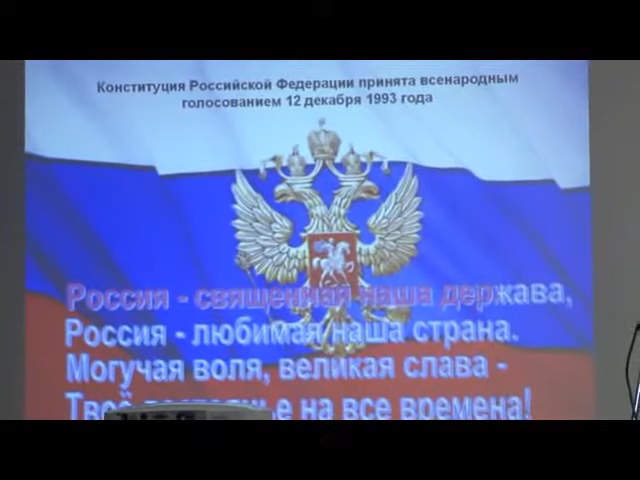 Конституция Российской Федерации принята всенародным
голосованием 12 декабря 1993 года
Россия - священная наша держава,
Россия - любимая наша страна.
Могучая воля, великая слава -
Твоё на все времена!